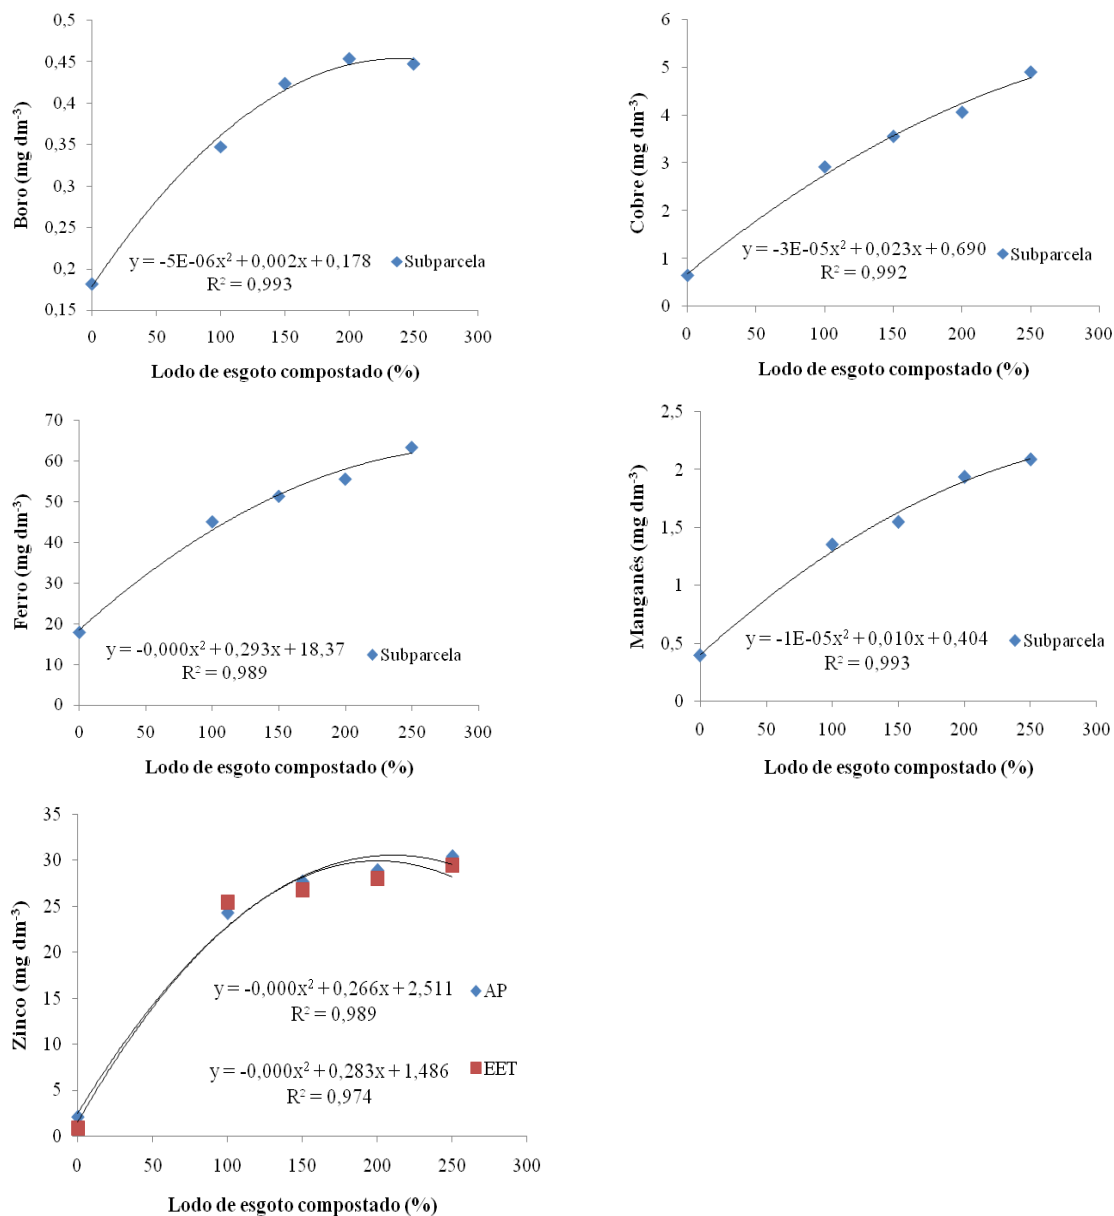 0,5
0,45
0,4
0,35
0,3
0,25
0,2
0,15
Boro (mg dm⁻³)
y = -5E-06x² + 0,002x + 0,178
R² = 0,993
Subparcela
0 50 100 150 200 250 300
Lodo de esgoto compostado (%)
6
5
4
3
2
1
0
Cobre (mg dm⁻³)
y = -3E-05x² + 0,023x + 0,690
R² = 0,992
Subparcela
0 50 100 150 200 250 300
Lodo de esgoto compostado (%)
70
60
50
40
30
20
10
0
Ferro (mg dm⁻³)
y = -0,000x² + 0,293x + 18,37
R² = 0,989
Subparcela
0 50 100 150 200 250 300
Lodo de esgoto compostado (%)
2,5
2
1,5
1
0,5
0
Manganês (mg dm⁻³)
y = -1E-05x² + 0,010x + 0,404
R² = 0,993
Subparcela
0 50 100 150 200 250 300
Lodo de esgoto compostado (%)
35
30
25
20
15
10
5
0
Zinco (mg dm⁻³)
y = -0,000x² + 0,266x + 2,511
R² = 0,989
AP
y = -0,000x² + 0,283x + 1,486
R² = 0,974
EET
0 50 100 150 200 250 300
Lodo de esgoto compostado (%)